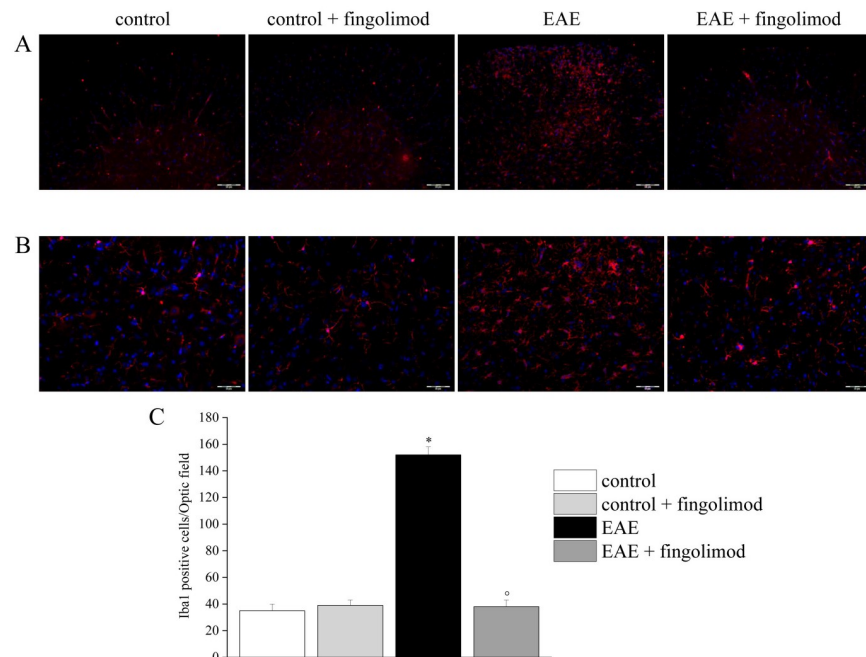 control
control + fingolimod
EAE
EAE + fingolimod
A
B
C
Iba1 positive cells/Optic field
180
160
140
120
100
80
60
40
20
0
*
°
control
control + fingolimod
EAE
EAE + fingolimod